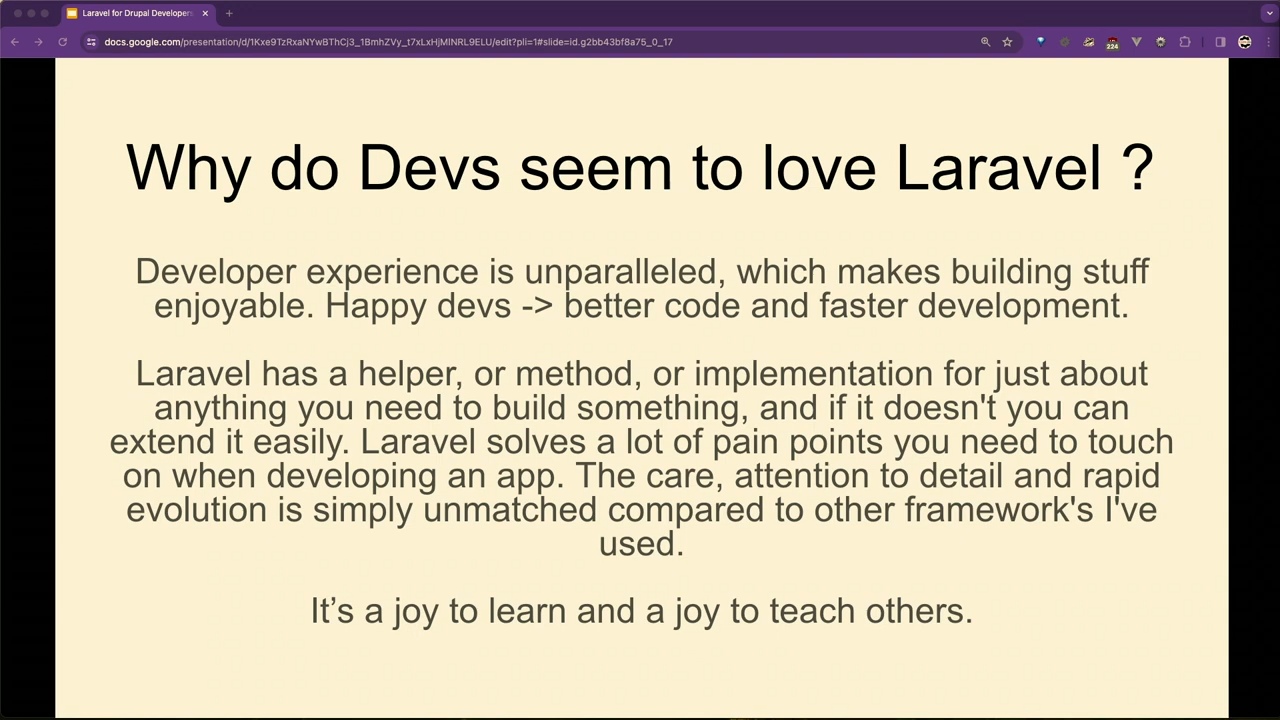 Laravel for Drupal Developers
docs.google.com/presentation/d/1Kxe9TzRxaNYwBThCj3_1BmhZVy_t7xLxHjMINRL9ELU/edit?pli=1#slide=id.g2bb43bf8a75_0_17
224
Why do Devs seem to love Laravel ?
Developer experience is unparalleled, which makes building stuff
enjoyable. Happy devs -> better code and faster development.
Laravel has a helper, or method, or implementation for just about
anything you need to build something, and if it doesn't you can
extend it easily. Laravel solves a lot of pain points you need to touch
on when developing an app. The care, attention to detail and rapid
evolution is simply unmatched compared to other framework's I've
used.
It’s a joy to learn and a joy to teach others.